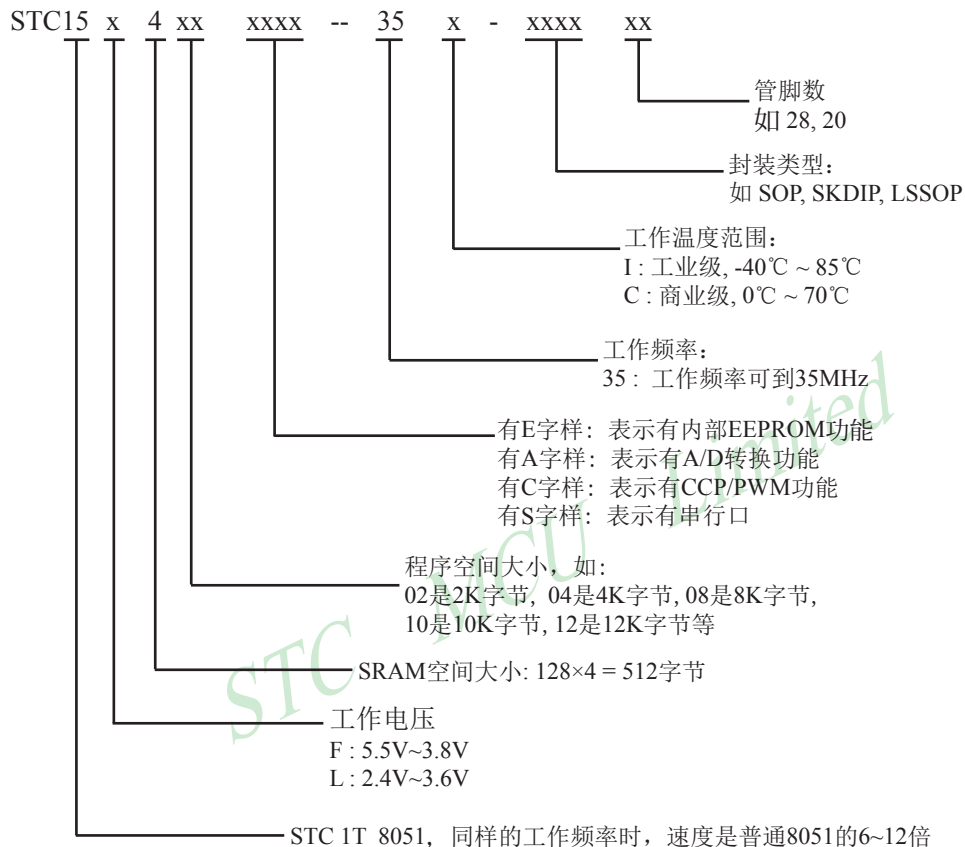 STC15 x 4 xx xxxx -- 35 x - xxxx xx
管脚数
如 28, 20
封装类型：
如 SOP, SKDIP, LSSOP
工作温度范围：
I : 工业级, -40℃ ~ 85℃
C : 商业级, 0℃ ~ 70℃
工作频率：
35 : 工作频率可到35MHz
有E字样：表示有内部EEPROM功能
有A字样：表示有A/D转换功能
有C字样：表示有CCP/PWM功能
有S字样：表示有串行口
程序空间大小，如：
02是2K字节, 04是4K字节, 08是8K字节,
10是10K字节, 12是12K字节等
SRAM空间大小: 128×4 = 512字节
工作电压
F : 5.5V~3.8V
L : 2.4V~3.6V
STC 1T 8051，同样的工作频率时，速度是普通8051的6~12倍
STC MCU Limited